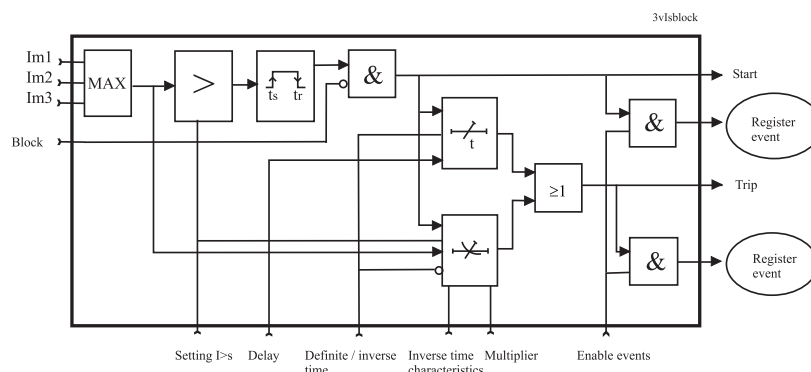 3vIsblock
Im1
Im2
Im3
MAX
>
ts tr
&
Start
Block
t
&
Register
event
≥1
Trip
&
Register
event
Setting I>s
Delay
Definite / inverse
time
Inverse time
characteristics
Multiplier
Enable events